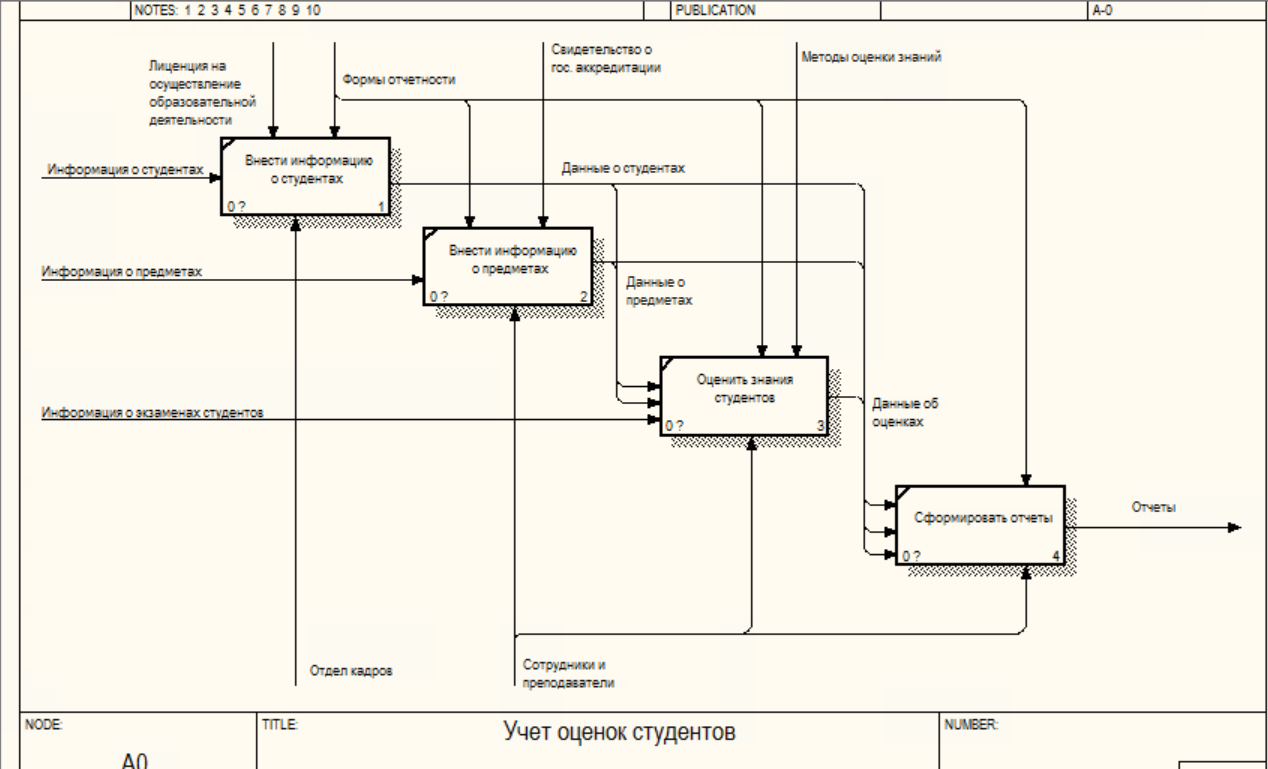 NOTES: 1 2 3 4 5 6 7 8 9 10
PUBLICATION
A-0
Лиценция на
осуществление
образовательной
деятельности
Формы отчетности
Свидетельство о
гос. аккредитации
Методы оценки знаний
Информация о студентах
Внести информацию
о студентах
0 ?
1
Данные о студентах
Информация о предметах
Внести информацию
о предметах
0 ?
2
Данные о
предметах
Информация о экзаменах студентов
Оценить знания
студентов
0 ?
3
Данные об
оценках
Сформировать отчеты
0 ?
4
Отчеты
Отдел кадров
Сотрудники и
преподаватели
NODE:
A0
TITLE:
Учет оценок студентов
NUMBER: